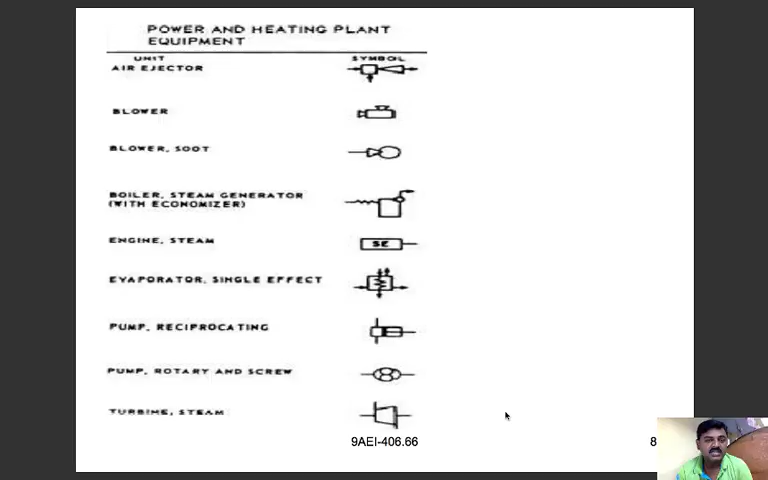 POWER AND HEATING PLANT
EQUIPMENT
UNIT SYMBOL
AIR EJECTOR
BLOWER
BLOWER, SOOT
BOILER, STEAM GENERATOR
(WITH ECONOMIZER)
ENGINE, STEAM SE
EVAPORATOR, SINGLE EFFECT
PUMP, RECIPROCATING
PUMP, ROTARY AND SCREW
TURBINE, STEAM
9AEI-406.66 8